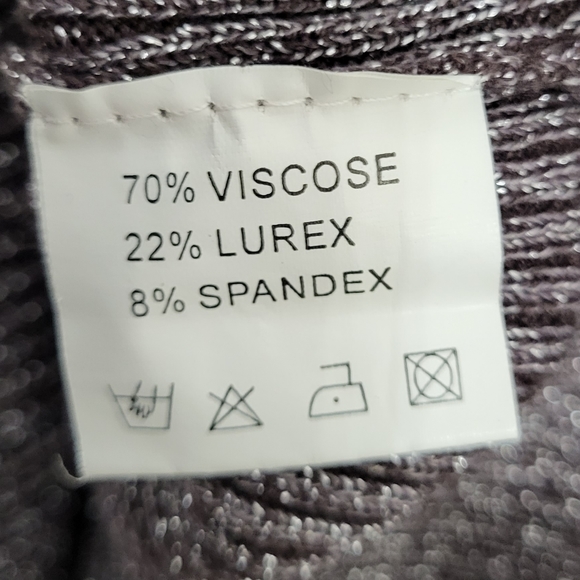 70% VISCOSE
22% LUREX
8% SPANDEX